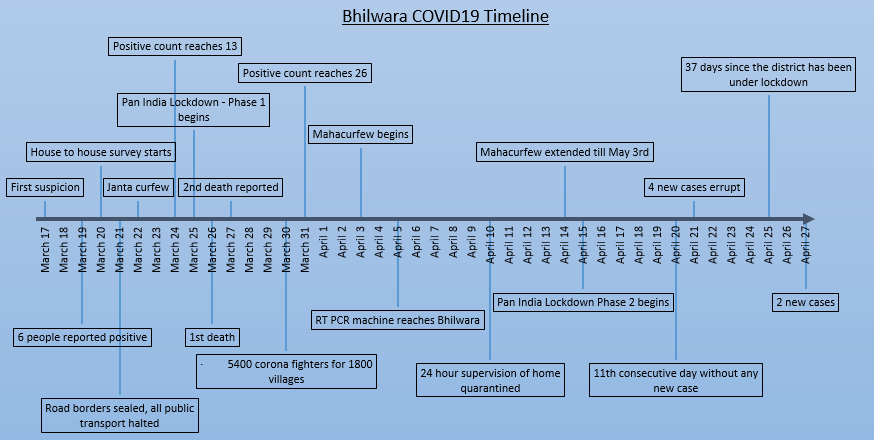 Bhilwara COVID19 Timeline
Positive count reaches 13
Positive count reaches 26
37 days since the district has been
under lockdown
Pan India Lockdown - Phase 1
begins
Mahacurfew begins
House to house survey starts
Mahacurfew extended till May 3rd
First suspicion
Janta curfew
2nd death reported
4 new cases errupt
March 17
March 18
March 19
March 20
March 21
March 22
March 23
March 24
March 25
March 26
March 27
March 28
March 29
March 30
March 31
April 1
April 2
April 3
April 4
April 5
April 6
April 7
April 8
April 9
April 10
April 11
April 12
April 13
April 14
April 15
April 16
April 17
April 18
April 19
April 20
April 21
April 22
April 23
April 24
April 25
April 26
April 27
Pan India Lockdown Phase 2 begins
2 new cases
RT PCR machine reaches Bhilwara
6 people reported positive
1st death
· 5400 corona fighters for 1800
villages
24 hour supervision of home
quarantined
11th consecutive day without any
new case
Road borders sealed, all public
transport halted